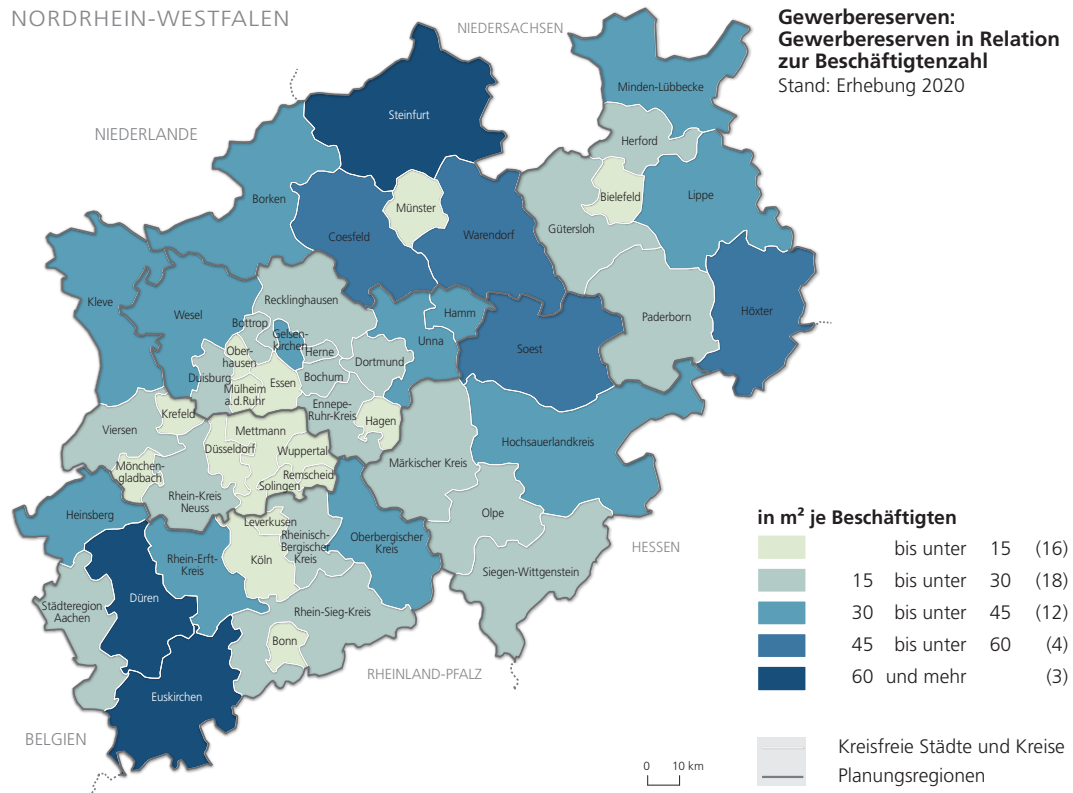 NORDRHEIN-WESTFALEN
NIEDERSACHSEN
Gewerbereserven:
Gewerbereserven in Relation
zur Beschäftigtenzahl
Stand: Erhebung 2020
Minden-Lübbecke
Steinfurt
NIEDERLANDE
Herford
Borken
Bielefeld
Lippe
Münster
Coesfeld
Warendorf
Gütersloh
Kleve
Recklinghausen
Wesel
Hamm
Höxter
Paderborn
Bottrop
Gelsen-
kirchen
Unna
Soest
Ober-
hausen
Herne
Dortmund
Duisburg
Essen
Bochum
Mülheim
a.d.Ruhr
Ennepe-
Ruhr-Kreis
Krefeld
Hagen
Viersen
Mettmann
Düsseldorf
Wuppertal
Hochsauerlandkreis
Mönchen-
gladbach
Märkischer Kreis
Remscheid
Solingen
Rhein-Kreis
Neuss
Heinsberg
Olpe
Leverkusen
Rheinisch-
Bergischer
Kreis
Oberbergischer
Kreis
Köln
Rhein-Erft-
Kreis
Siegen-Wittgenstein
HESSEN
Düren
Städteregion
Aachen
Rhein-Sieg-Kreis
Bonn
RHEINLAND-PFALZ
Euskirchen
BELGIEN
in m² je Beschäftigten
bis unter 15 (16)
15 bis unter 30 (18)
30 bis unter 45 (12)
45 bis unter 60 (4)
60 und mehr (3)
Kreisfreie Städte und Kreise
Planungsregionen
0 10 km